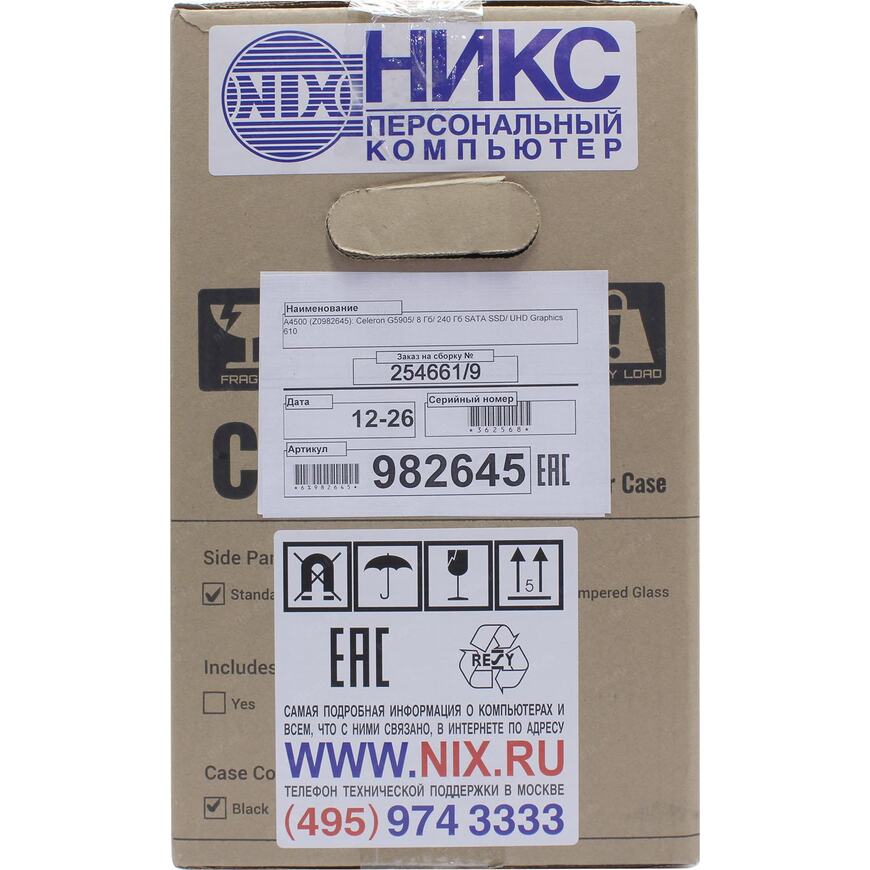 NIX
НИКС
ПЕРСОНАЛЬНЫЙ
КОМПЬЮТЕР
Наименование
A4500 (Z0982645): Celeron G5905/ 8 Гб/ 240 Гб SATA SSD/ UHD Graphics
610
Заказ на сборку №
254661/9
Дата
12-26
Серийный номер
*362568*
Артикул
*6%982645*
982645
EAC
FRAG
Y LOAD
C
r Case
Side Pa
Standa
mpered Glass
5
EAC
RESY
Includes
Yes
САМАЯ ПОДРОБНАЯ ИНФОРМАЦИЯ О КОМПЬЮТЕРАХ И
ВСЕМ, ЧТО С НИМИ СВЯЗАНО, В ИНТЕРНЕТЕ ПО АДРЕСУ
WWW.NIX.RU
Case Co
ТЕЛЕФОН ТЕХНИЧЕСКОЙ ПОДДЕРЖКИ В МОСКВЕ
Black
(495) 974 3333